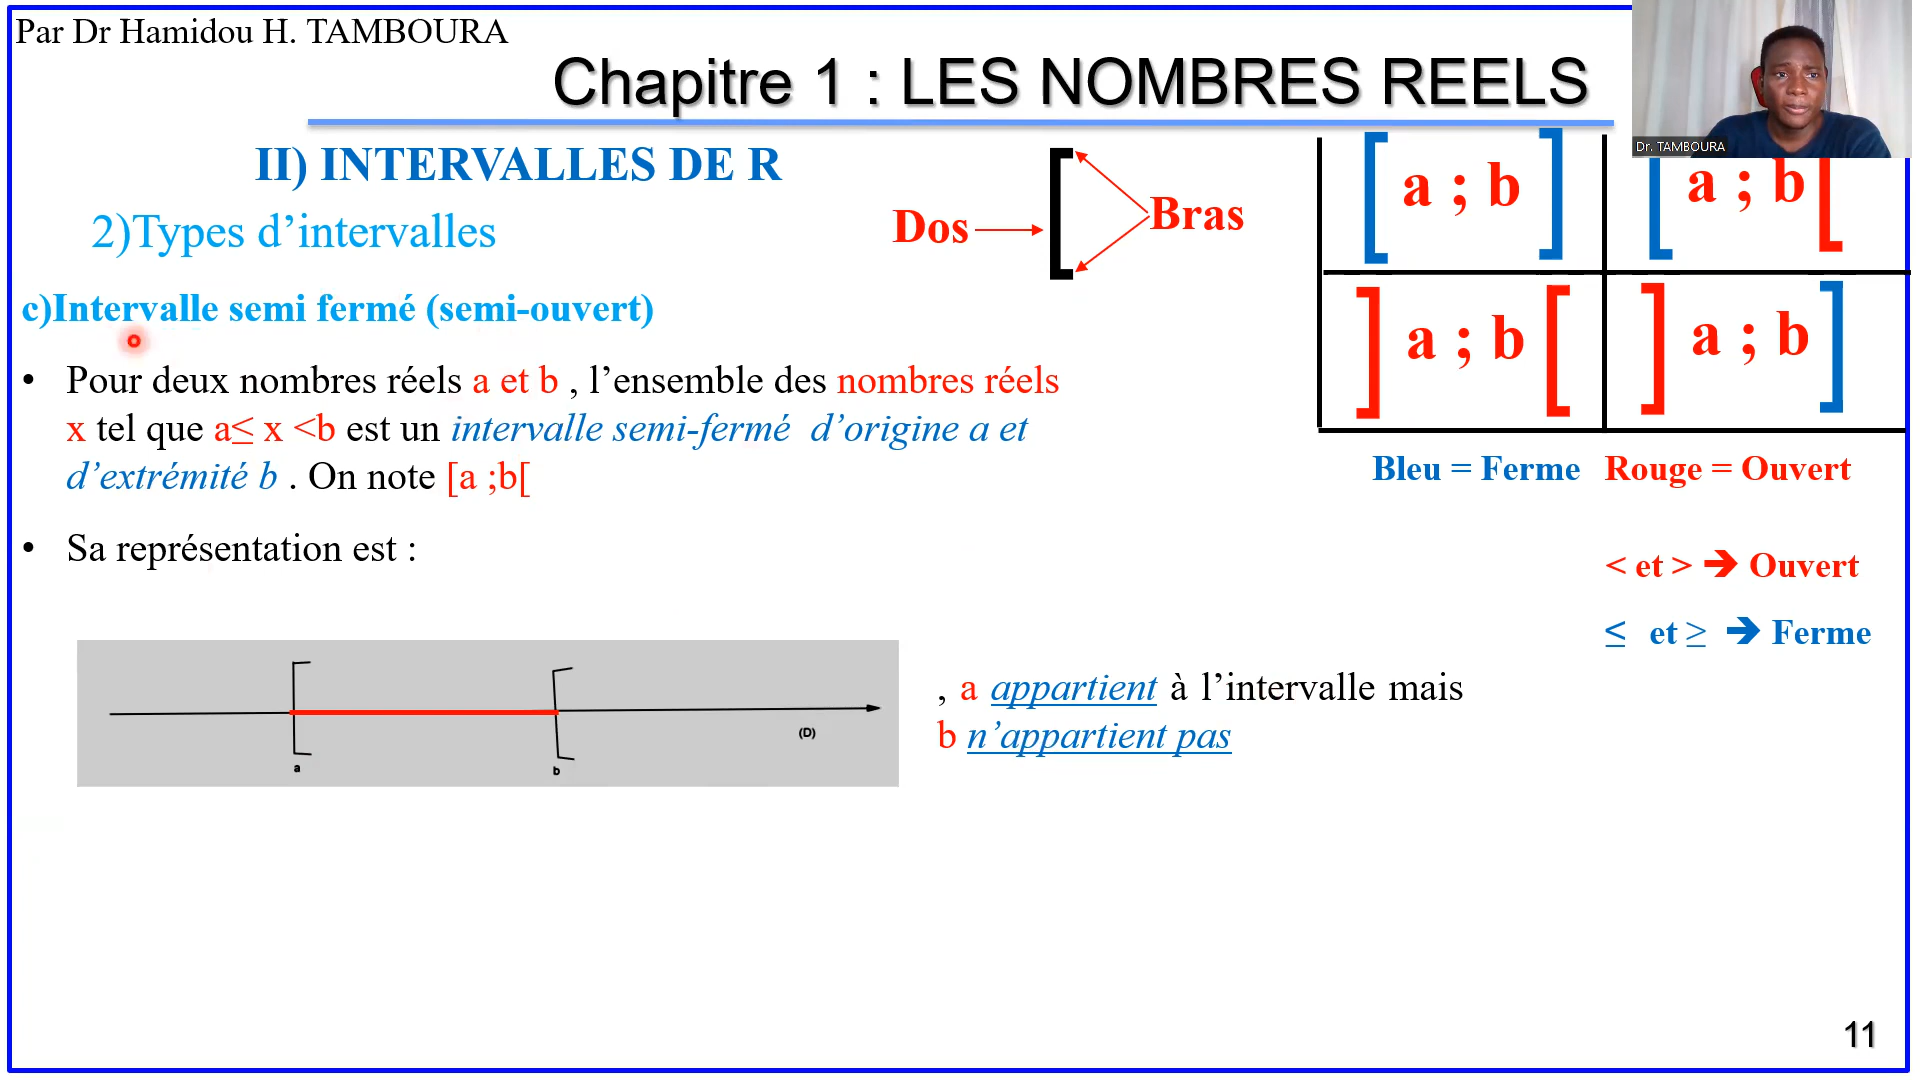 Par Dr Hamidou H. TAMBOURA
Chapitre 1 : LES NOMBRES REELS
Dr. TAMBOURA
II) INTERVALLES DE R
2)Types d’intervalles
c)Intervalle semi fermé (semi-ouvert)
Dos
[
Bras
[ a ; b ]
[ a ; b [
] a ; b [
] a ; b ]
Bleu = Ferme Rouge = Ouvert
< et > ➔ Ouvert
≤ et ≥ ➔ Ferme
• Pour deux nombres réels a et b , l’ensemble des nombres réels
x tel que a≤ x <b est un intervalle semi-fermé d’origine a et
d’extrémité b . On note [a ;b[
• Sa représentation est :
[ [
(D)
a b
, a appartient à l’intervalle mais
b n’appartient pas
11